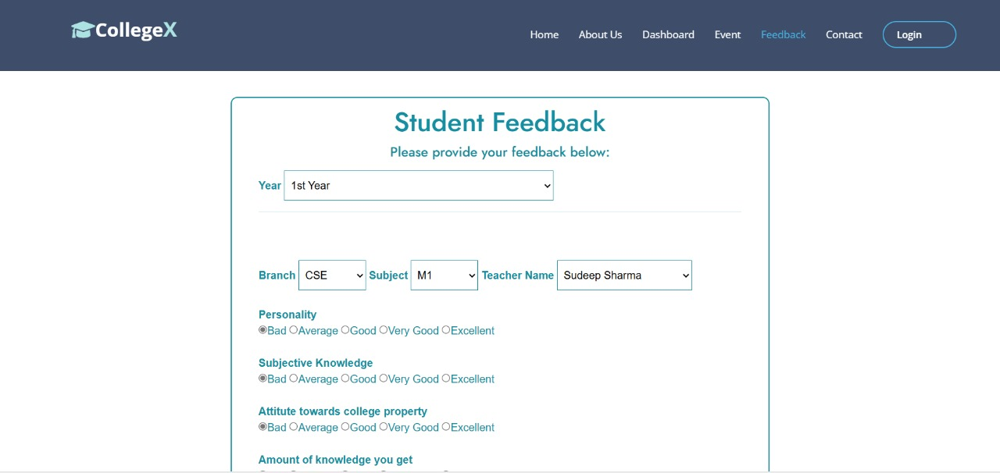 CollegeX
Home About Us Dashboard Event Feedback Contact Login
Student Feedback
Please provide your feedback below:
Year 1st Year
Branch CSE Subject M1 Teacher Name Sudeep Sharma
Personality
Bad Average Good Very Good Excellent
Subjective Knowledge
Bad Average Good Very Good Excellent
Attitute towards college property
Bad Average Good Very Good Excellent
Amount of knowledge you get